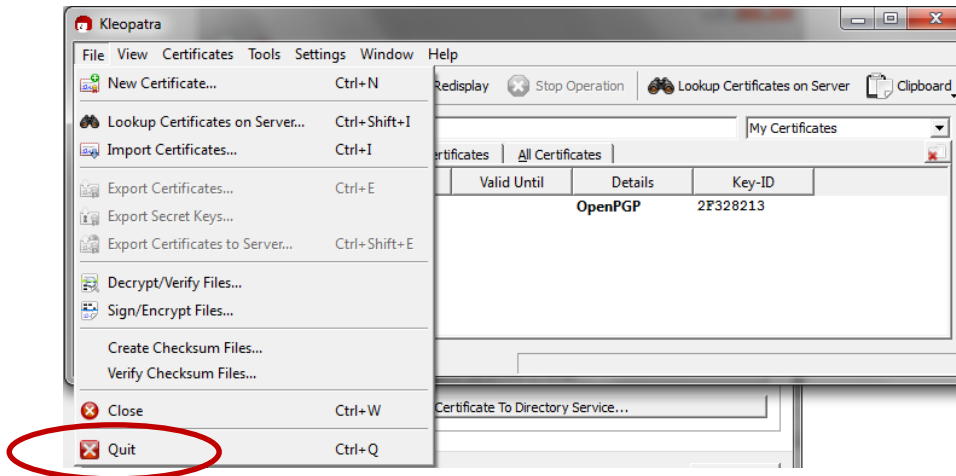 Kleopatra
File View Certificates Tools Settings Window Help
New Certificate... Ctrl+N
Redisplay Stop Operation Lookup Certificates on Server Clipboard
Lookup Certificates on Server... Ctrl+Shift+I
My Certificates
Import Certificates... Ctrl+I
ertificates All Certificates
Valid Until Details Key-ID
Export Certificates... Ctrl+E
OpenPGP 2F328213
Export Secret Keys...
Export Certificates to Server... Ctrl+Shift+E
Decrypt/Verify Files...
Sign/Encrypt Files...
Create Checksum Files...
Verify Checksum Files...
Close Ctrl+W
Certificate To Directory Service...
Quit Ctrl+Q